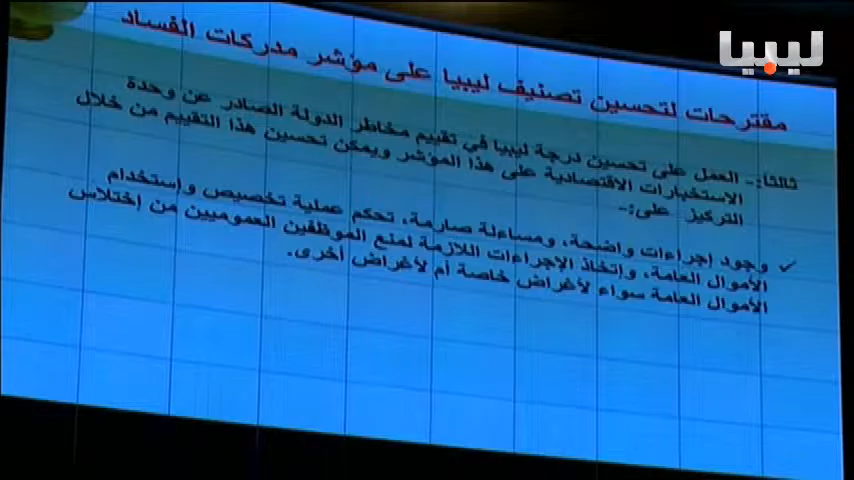 ليبيا
مقترحات لتحسين تصنيف ليبيا على مؤشر مدركات الفساد
ثالثا:- العمل على تحسين درجة ليبيا في تقييم مخاطر الدولة الصادر عن وحدة
الاستخبارات الاقتصادية على هذا المؤشر ويمكن تحسين هذا التقييم من خلال
التركيز على:-
✓ وجود إجراءات واضحة، ومساءلة صارمة، تحكم عملية تخصيص وإستخدام
الأموال العامة، وإتخاذ الإجراءات اللازمة لمنع الموظفين العموميين من إختلاس
الأموال العامة سواء لأغراض خاصة أم لأغراض أخرى.